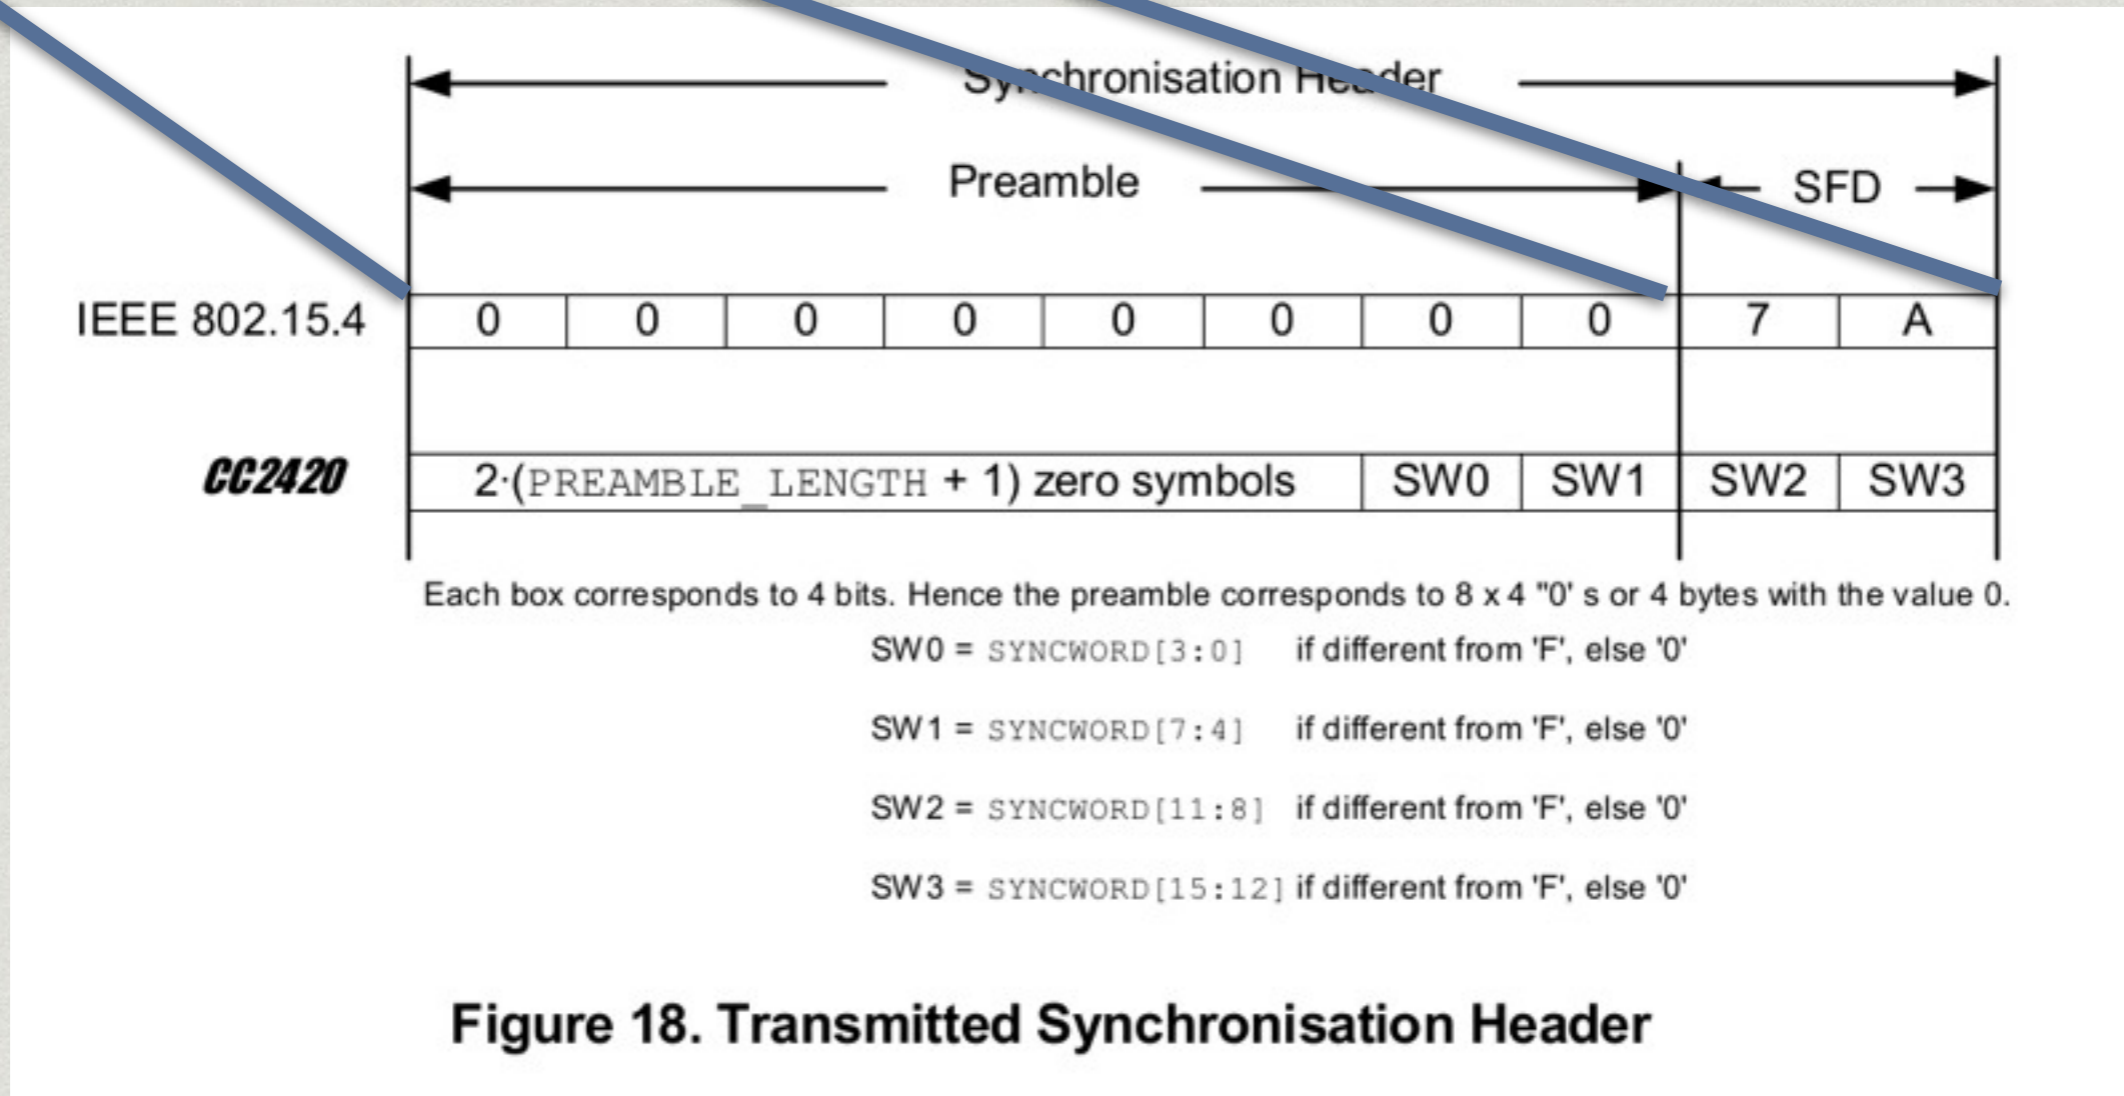 Synchronisation Header
Preamble
SFD
IEEE 802.15.4 0 0 0 0 0 0 0 0 7 A
CC2420 2·(PREAMBLE_LENGTH + 1) zero symbols SW0 SW1 SW2 SW3
Each box corresponds to 4 bits. Hence the preamble corresponds to 8 x 4 "0' s or 4 bytes with the value 0.
SW0 = SYNCWORD[3:0] if different from 'F', else '0'
SW1 = SYNCWORD[7:4] if different from 'F', else '0'
SW2 = SYNCWORD[11:8] if different from 'F', else '0'
SW3 = SYNCWORD[15:12] if different from 'F', else '0'
Figure 18. Transmitted Synchronisation Header